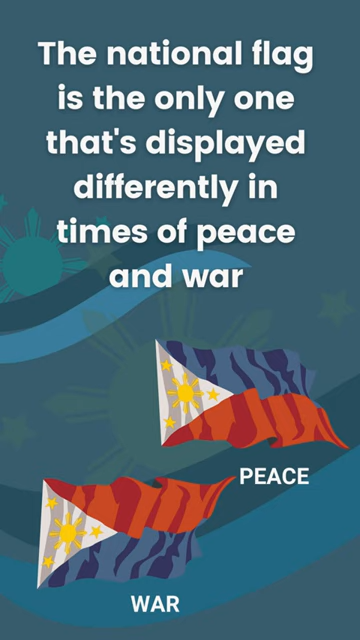 The national flag
is the only one
that's displayed
differently in
times of peace
and war
PEACE
WAR